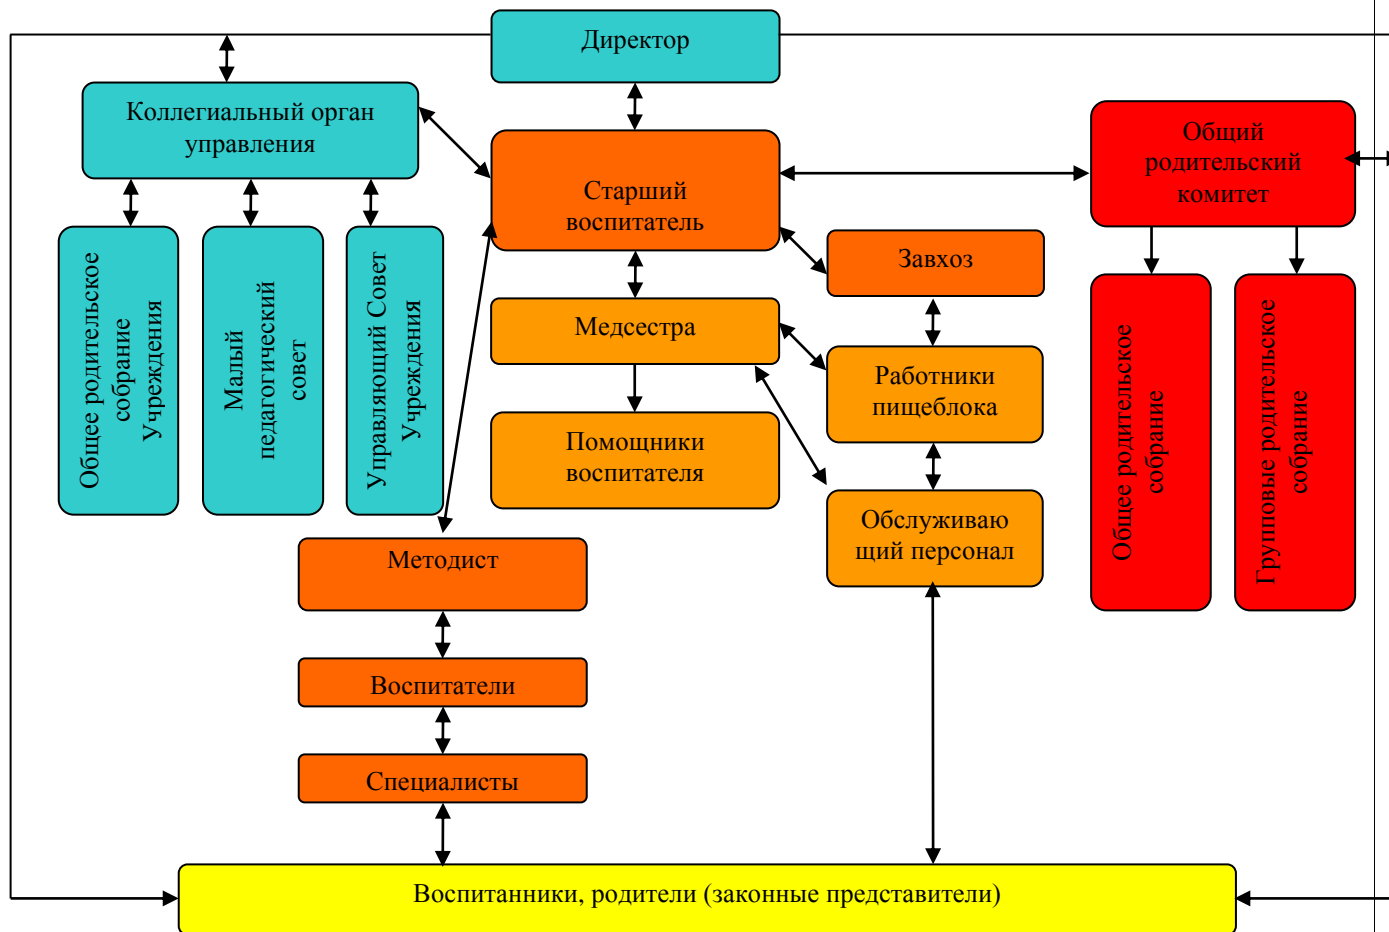 Директор
Коллегиальный орган
управления
Общий
родительский
комитет
Старший
воспитатель
Общее родительское
собрание
Учреждения
Малый
педагогический
совет
Управляющий Совет
Учреждения
Завхоз
Медсестра
Работники
пищеблока
Помощники
воспитателя
Общее родительское
собрание
Групповые родительское
собрание
Обслуживаю
щий персонал
Методист
Воспитатели
Специалисты
Воспитанники, родители (законные представители)